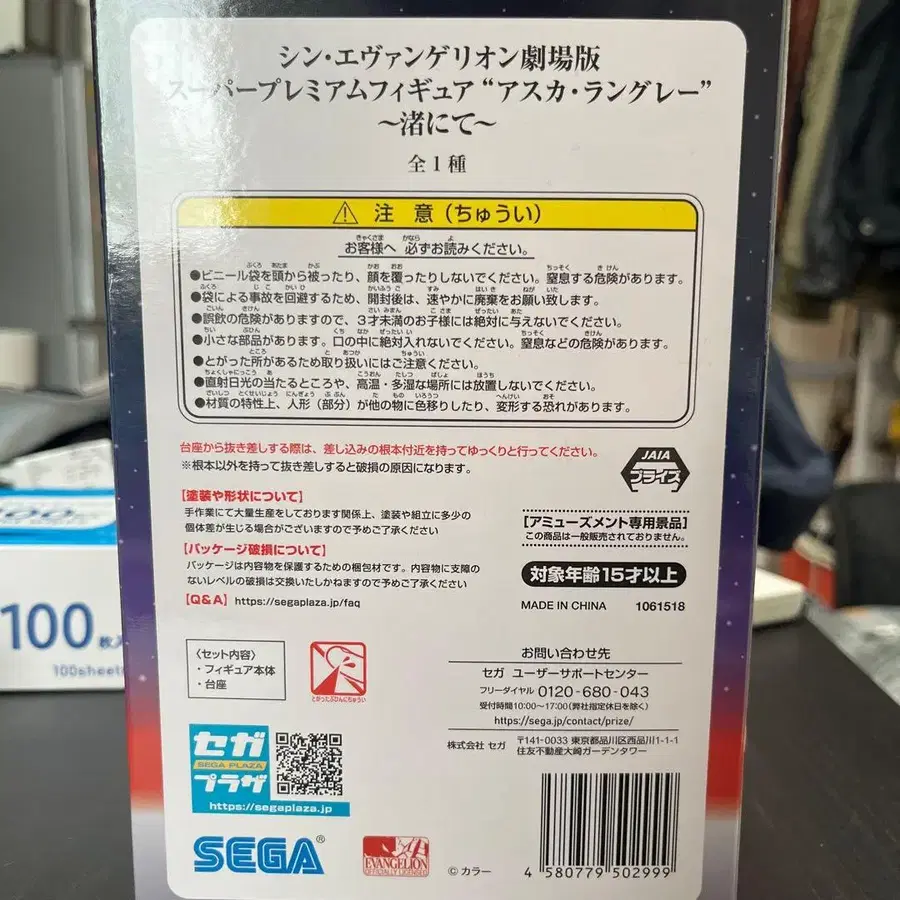 シン・エヴァンゲリオン劇場版
スーパープレミアムフィギュア“アスカ・ラングレー”
～渚にて～
全1種
⚠ 注 意(ちゅうい)
お客様へ 必ずお読みください。
●ビニール袋を頭から被ったり、顔を覆ったりしないでください。窒息する危険があります。
●袋による事故を回避するため、開封後は、速やかに廃棄をお願い致します。
●誤飲の危険がありますので、3才未満のお子様には絶対に与えないでください。
●小さな部品があります。口の中に絶対入れないでください。窒息などの危険があります。
●とがった所があるため取り扱いにはご注意ください。
●直射日光の当たるところや、高温・多湿な場所には放置しないでください。
●材質の特性上、人形(部分)が他の物に色移りしたり、変形する恐れがあります。
台座から抜き差しする際は、差し込みの根本付近を持ってゆっくりと行ってください。
※根本以外を持って抜き差しすると破損の原因になります。
JAIA
プライズ
【塗装や形状について】
手作業にて大量生産をしております関係上、塗装や組立に多少の
個体差が生じる場合がございますので予めご了承ください
【パッケージ破損について】
パッケージは内容物を保護するための梱包材です。内容物に支障の
ないレベルの破損は交換いたしかねますので予めご了承ください
【Q&A】 https://segaplaza.jp/faq
【アミューズメント専用景品】
この商品は一般販売されておりません。
対象年齢15才以上
MADE IN CHINA 1061518
〈セット内容〉
・フィギュア本体
・台座
とがったぶぶんにちゅうい
お問い合わせ先
セガ ユーザーサポートセンター
フリーダイヤル 0120-680-043
受付時間10:00～17:00(弊社指定休日を除く)
https://sega.jp/contact/prize/
株式会社 セガ 〒141-0033 東京都品川区西品川1-1-1
住友不動産大崎ガーデンタワー
セガ
SEGA PLAZA
プラザ
https://segaplaza.jp
SEGA®
EVANGELION
OFFICIALLY LICENSED
© カラー
4 580779 502999
100枚入
100sheets